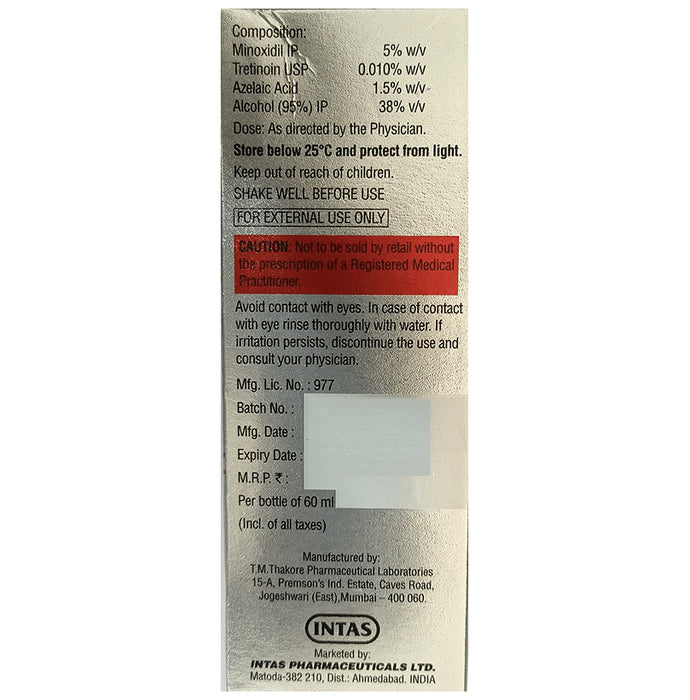 Composition:
Minoxidil IP 5% w/v
Tretinoin USP 0.010% w/v
Azelaic Acid 1.5% w/v
Alcohol (95%) IP 38% v/v
Dose: As directed by the Physician.
Store below 25°C and protect from light.
Keep out of reach of children.
SHAKE WELL BEFORE USE
FOR EXTERNAL USE ONLY
CAUTION: Not to be sold by retail without
the prescription of a Registered Medical
Practitioner.
Avoid contact with eyes. In case of contact
with eye rinse thoroughly with water. If
irritation persists, discontinue the use and
consult your physician.
Mfg. Lic. No. : 977
Batch No. :
Mfg. Date :
Expiry Date :
M.R.P. ₹ :
Per bottle of 60 ml
(Incl. of all taxes)
Manufactured by:
T.M.Thakore Pharmaceutical Laboratories
15-A, Premson's Ind. Estate, Caves Road,
Jogeshwari (East),Mumbai – 400 060.
INTAS
Marketed by:
INTAS PHARMACEUTICALS LTD.
Matoda-382 210, Dist.: Ahmedabad. INDIA